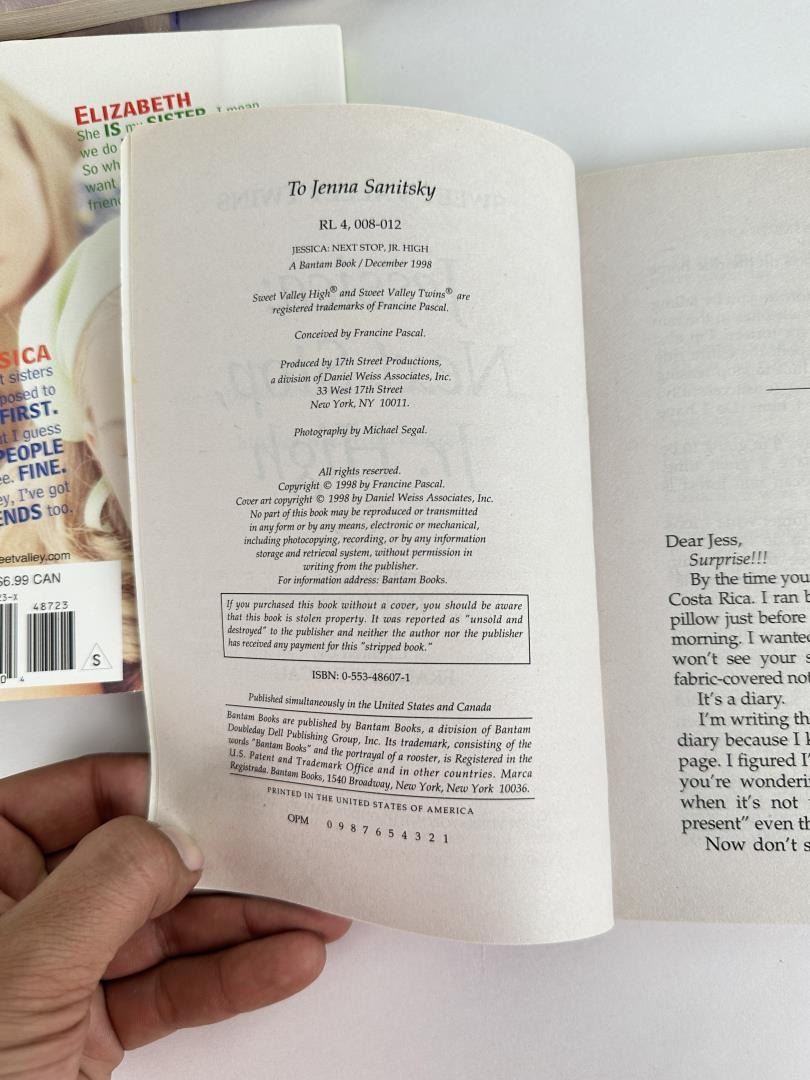 ELIZABETH
She IS my SISTER. I mean
we do
So wh
want
friend
SICA
t sisters
posed to
FIRST.
t I guess
PEOPLE
e. FINE.
ey, I've got
ENDS too.
eetvalley.com
$6.99 CAN
23-X
48723
S
To Jenna Sanitsky
RL 4, 008-012
JESSICA: NEXT STOP, JR. HIGH
A Bantam Book / December 1998
Sweet Valley High® and Sweet Valley Twins® are
registered trademarks of Francine Pascal.
Conceived by Francine Pascal.
Produced by 17th Street Productions,
a division of Daniel Weiss Associates, Inc.
33 West 17th Street
New York, NY 10011.
Photography by Michael Segal.
All rights reserved.
Copyright © 1998 by Francine Pascal.
Cover art copyright © 1998 by Daniel Weiss Associates, Inc.
No part of this book may be reproduced or transmitted
in any form or by any means, electronic or mechanical,
including photocopying, recording, or by any information
storage and retrieval system, without permission in
writing from the publisher.
For information address: Bantam Books.
If you purchased this book without a cover, you should be aware
that this book is stolen property. It was reported as "unsold and
destroyed" to the publisher and neither the author nor the publisher
has received any payment for this "stripped book."
ISBN: 0-553-48607-1
Published simultaneously in the United States and Canada
Bantam Books are published by Bantam Books, a division of Bantam
Doubleday Dell Publishing Group, Inc. Its trademark, consisting of the
words "Bantam Books" and the portrayal of a rooster, is Registered in the
U.S. Patent and Trademark Office and in other countries. Marca
Registrada. Bantam Books, 1540 Broadway, New York, New York 10036.
PRINTED IN THE UNITED STATES OF AMERICA
OPM 0 9 8 7 6 5 4 3 2 1
Dear Jess,
Surprise!!!
By the time you
Costa Rica. I ran b
pillow just before
morning. I wanted
won't see your s
fabric-covered not
It's a diary.
I'm writing th
diary because I k
page. I figured I'
you're wonderin
when it's not
present" even th
Now don't s